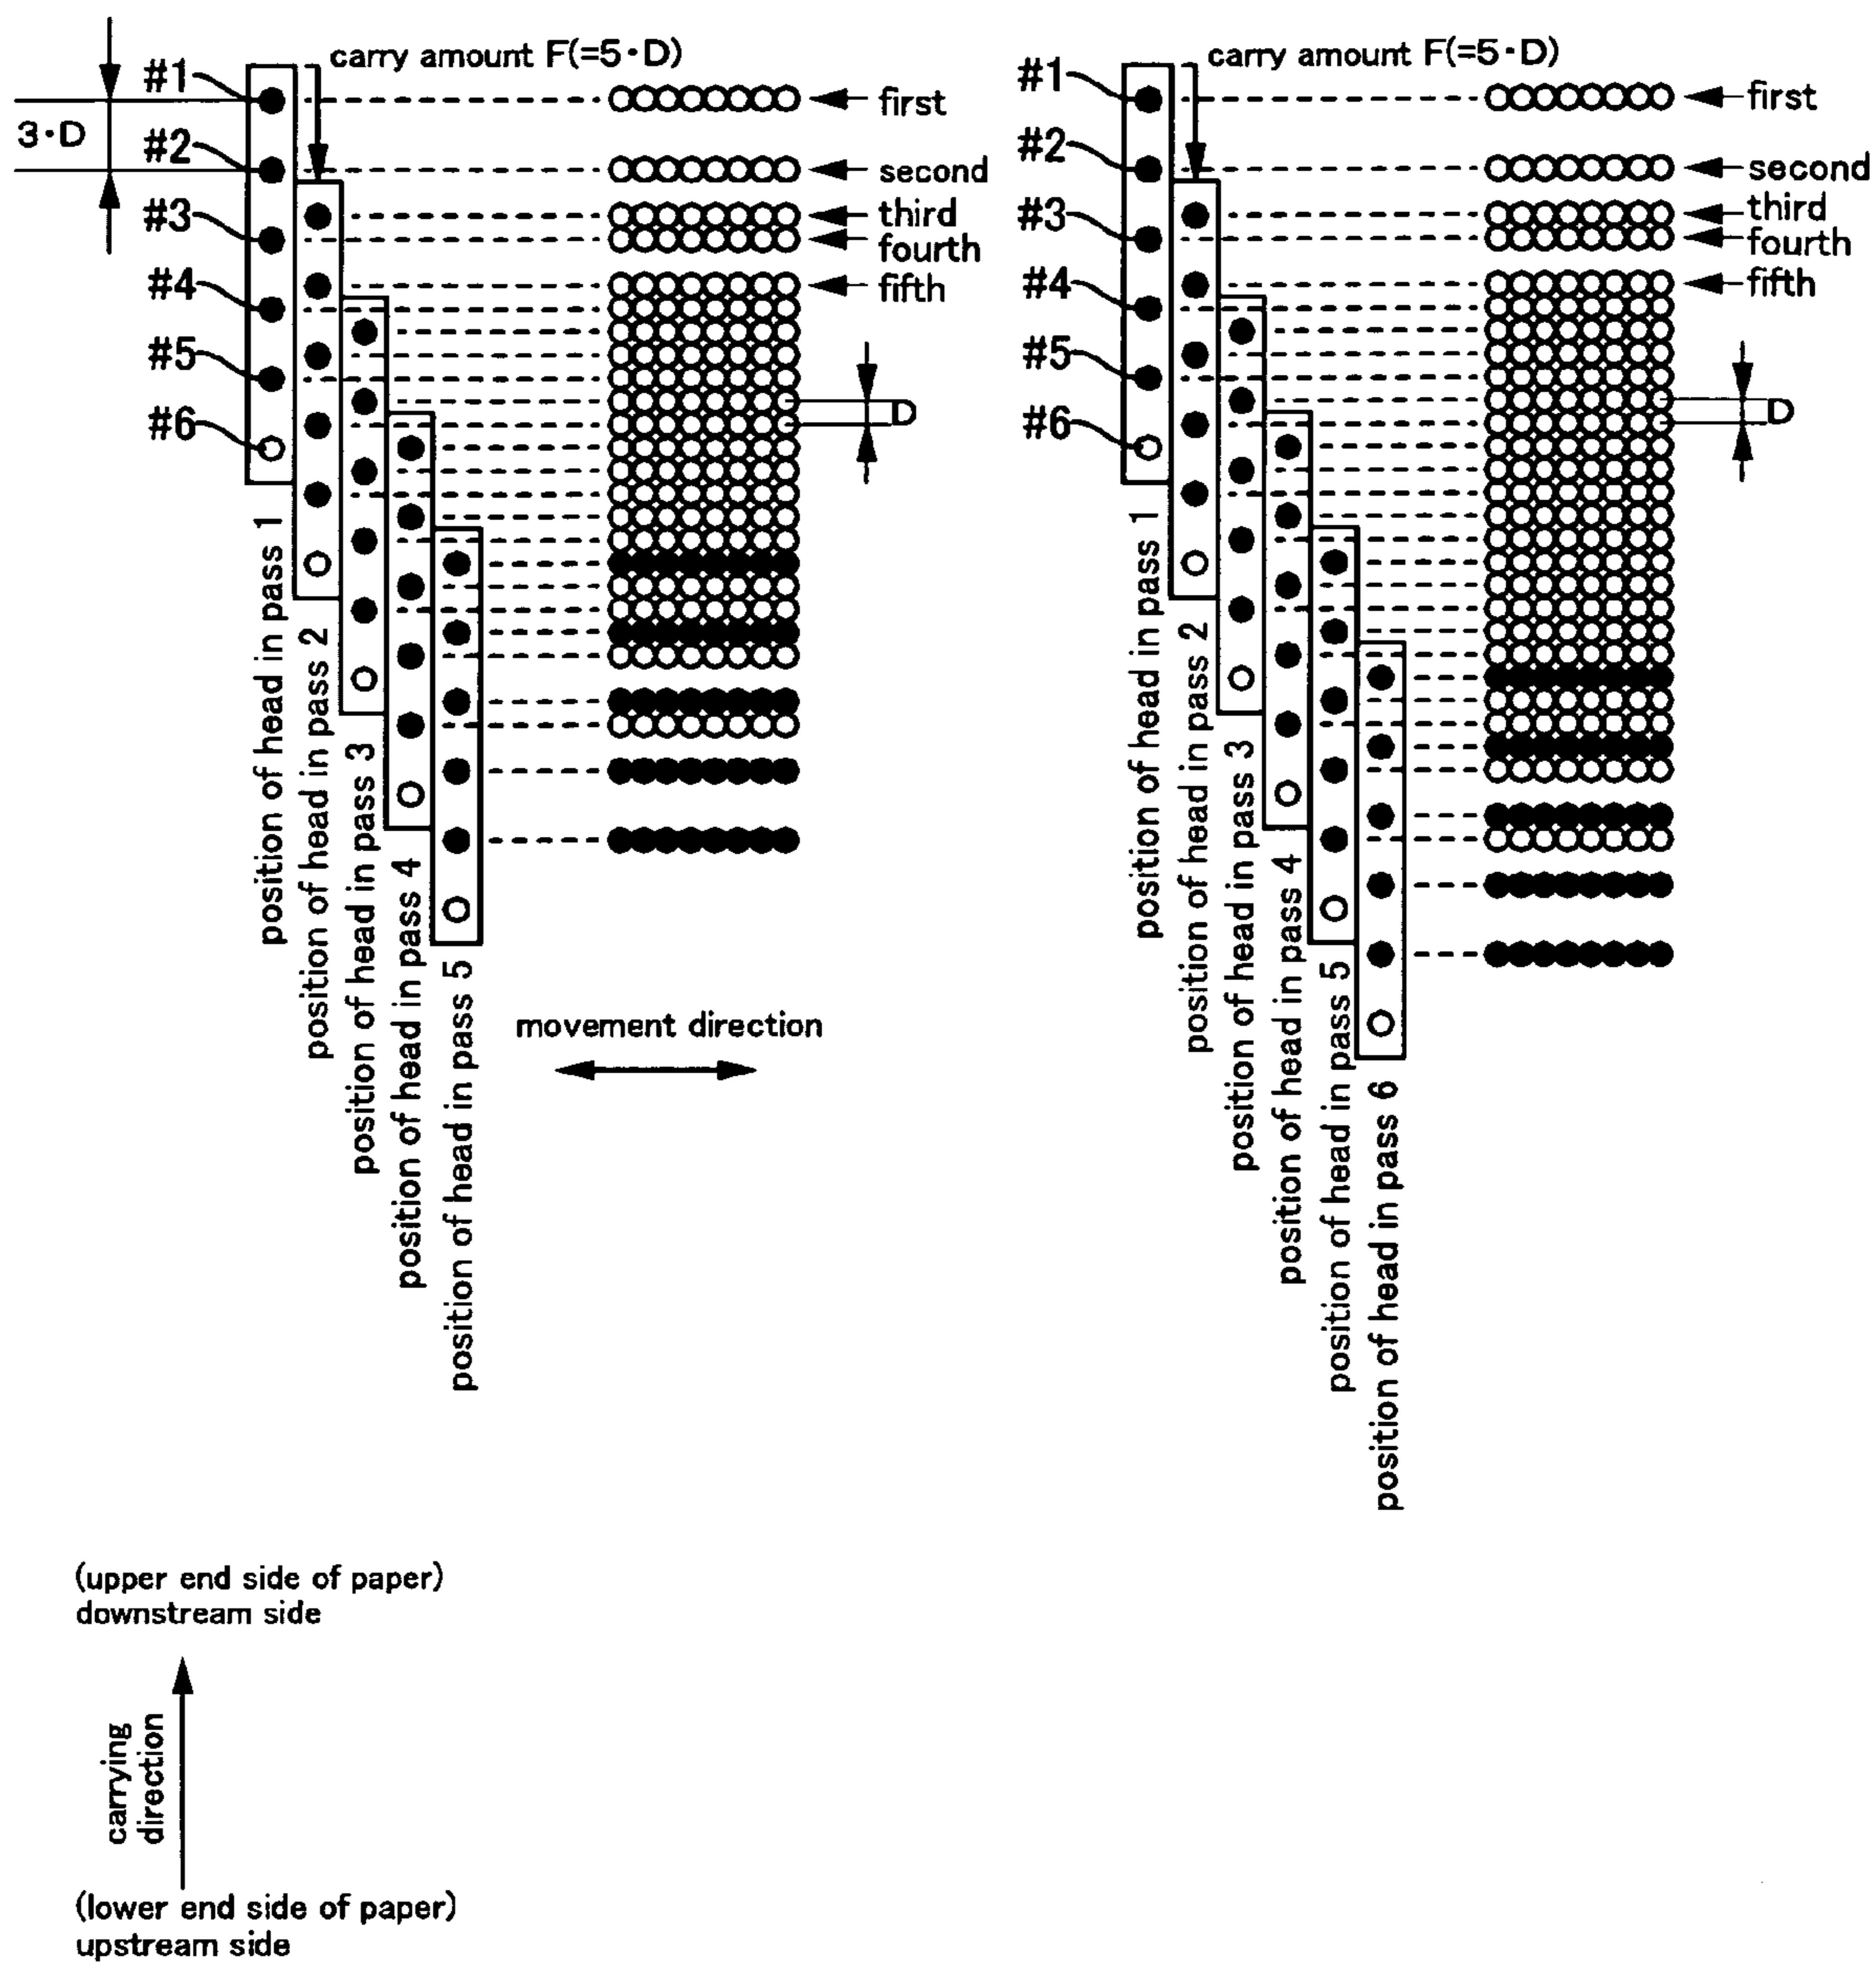 carry amount F(=5・D)
#1
first
3・D
#2
second
#3
third
fourth
#4
fifth
#5
D
#6
position of head in pass 1
position of head in pass 2
position of head in pass 3
position of head in pass 4
position of head in pass 5
movement direction
carry amount F(=5・D)
#1
first
#2
second
#3
third
fourth
#4
fifth
#5
D
#6
position of head in pass 1
position of head in pass 2
position of head in pass 3
position of head in pass 4
position of head in pass 5
position of head in pass 6
(upper end side of paper)
downstream side
carrying
direction
(lower end side of paper)
upstream side